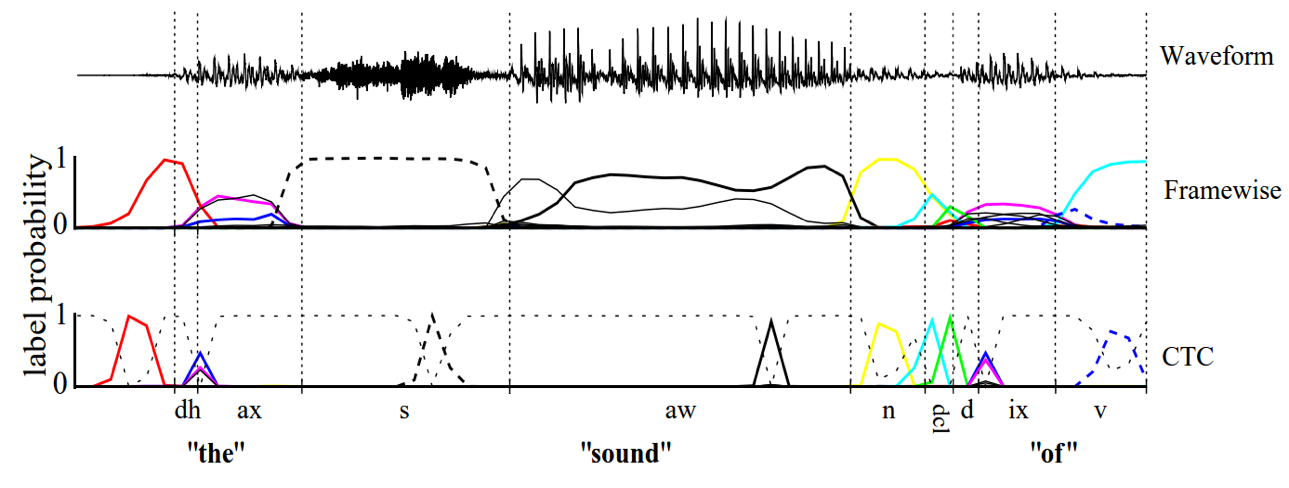 Waveform
label probability
1
0
Framewise
1
0
CTC
dh ax s aw n dcl d ix v
"the" "sound" "of"